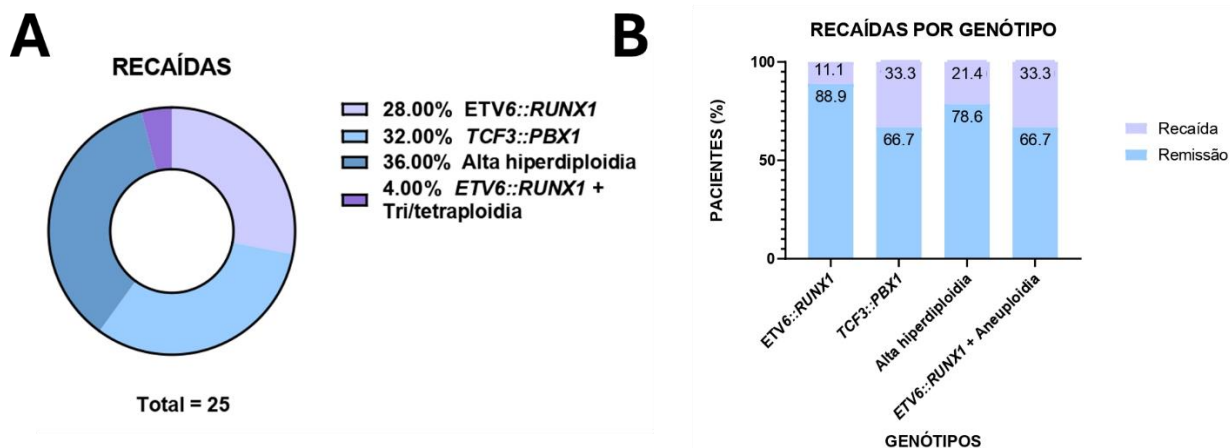 A
RECAÍDAS
28.00% ETV6::RUNX1
32.00% TCF3::PBX1
36.00% Alta hiperdiploidia
4.00% ETV6::RUNX1 +
Tri/tetraploidia
Total = 25
B
RECAÍDAS POR GENÓTIPO
PACIENTES (%)
100
50
0
11.1
88.9
33.3
66.7
21.4
78.6
33.3
66.7
Recaída
Remissão
ETV6::RUNX1
TCF3::PBX1
Alta hiperdiploidia
ETV6::RUNX1 + Aneuploidia
GENÓTIPOS